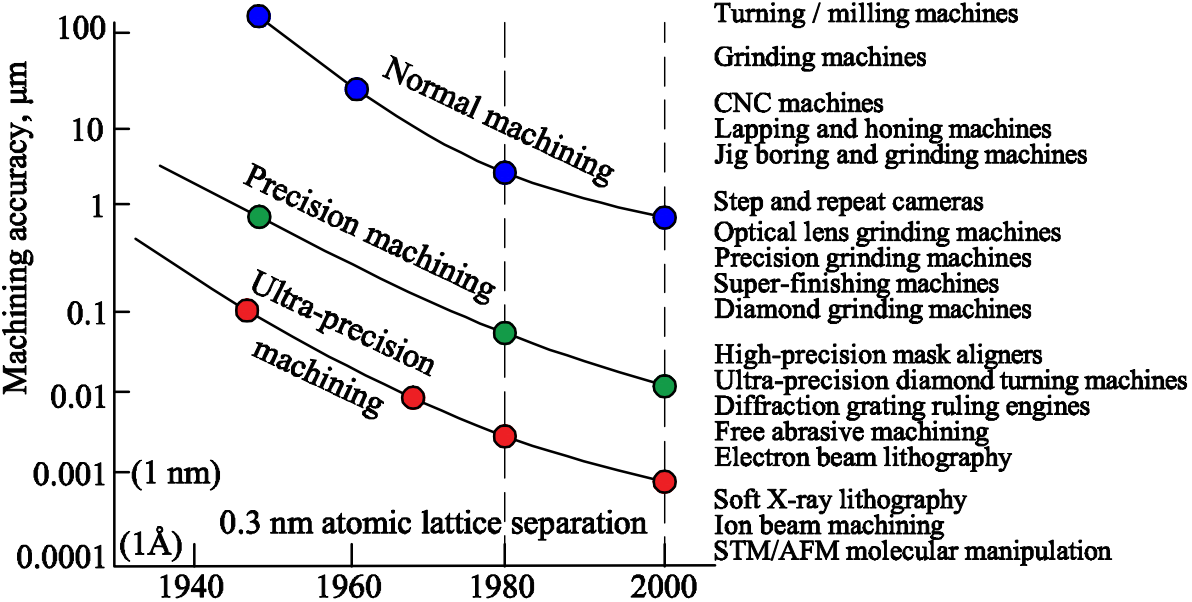 Machining accuracy, μm
100
10
1
0.1
0.01
0.001
(1 nm)
0.0001
(1Å)
1940
1960
1980
2000
Normal machining
Precision machining
Ultra-precision
machining
0.3 nm atomic lattice separation
Turning / milling machines
Grinding machines
CNC machines
Lapping and honing machines
Jig boring and grinding machines
Step and repeat cameras
Optical lens grinding machines
Precision grinding machines
Super-finishing machines
Diamond grinding machines
High-precision mask aligners
Ultra-precision diamond turning machines
Diffraction grating ruling engines
Free abrasive machining
Electron beam lithography
Soft X-ray lithography
Ion beam machining
STM/AFM molecular manipulation